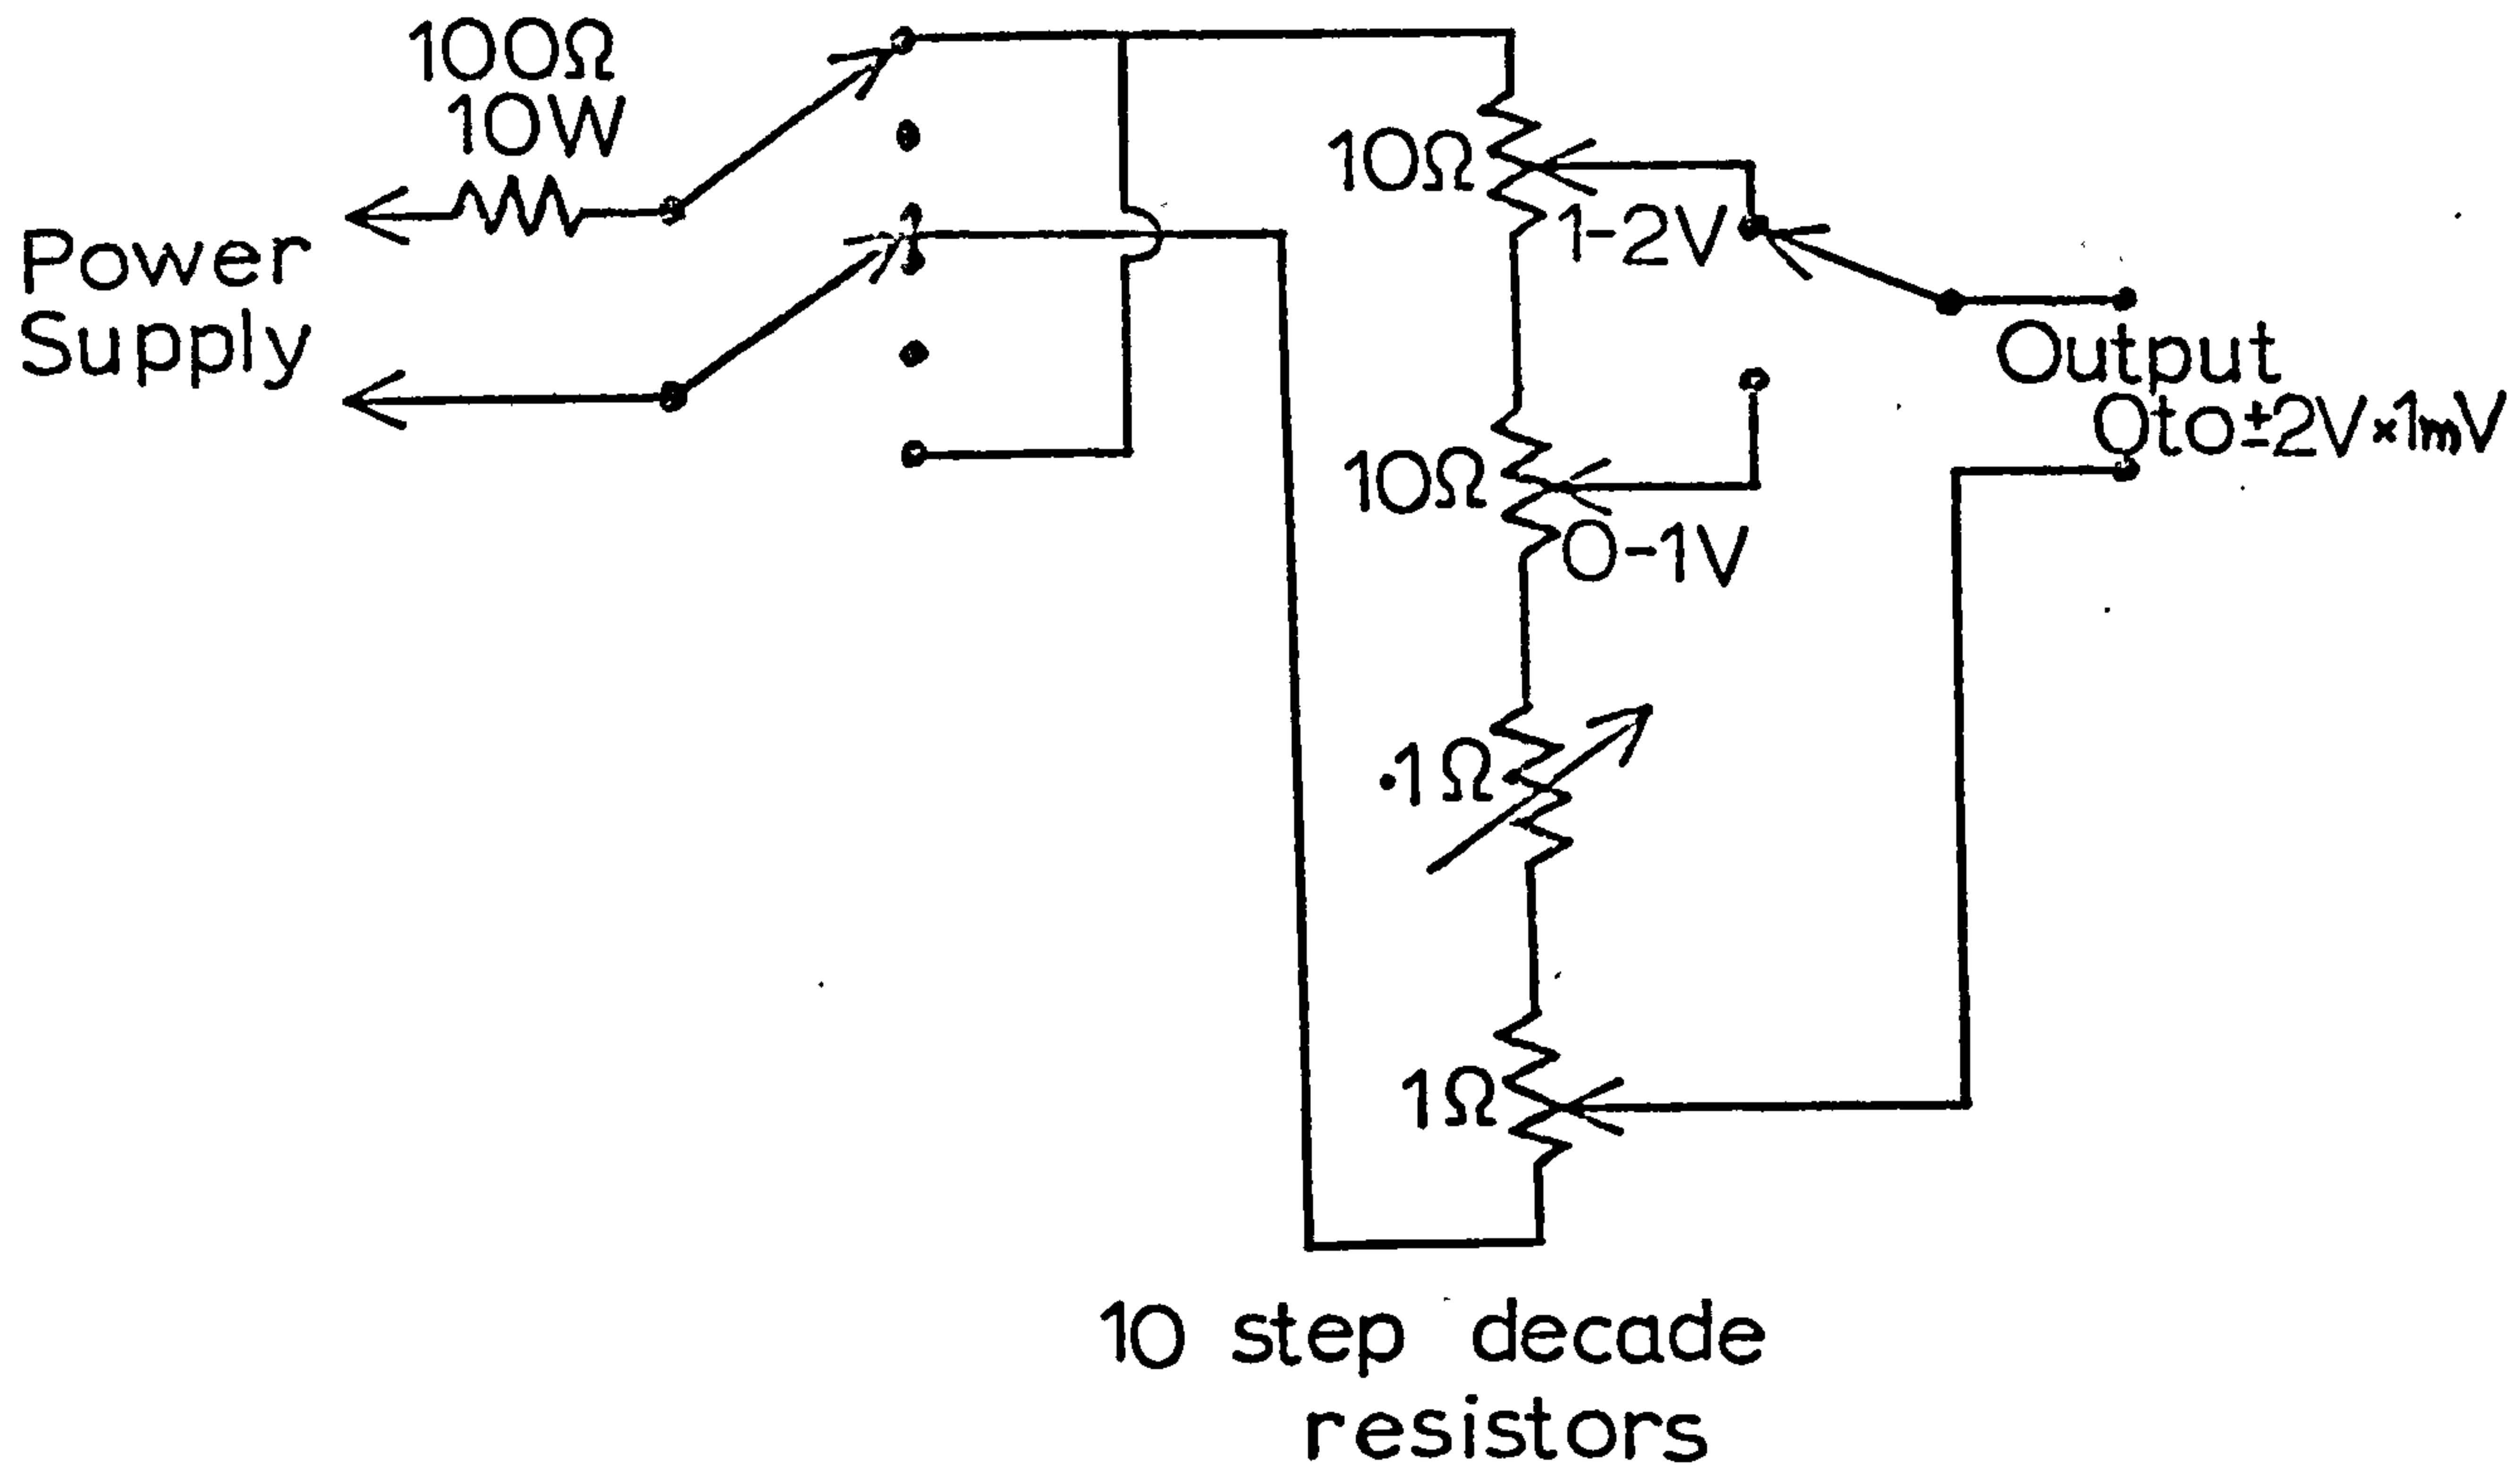 100Ω
10W
Power
Supply
10Ω
1-2V
Output
0to±2V×1mV
10Ω
0-1V
.1Ω
1Ω
10 step decade
resistors